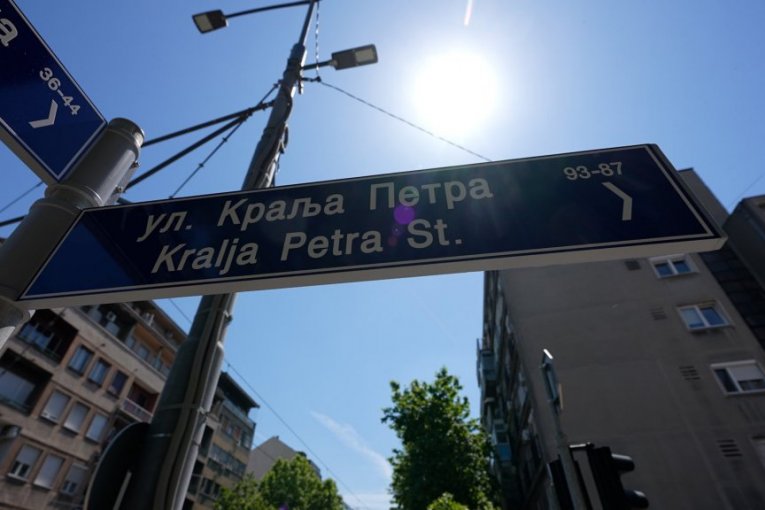 а
36-44
ул. Краља Петра
93-87
Kralja Petra St.